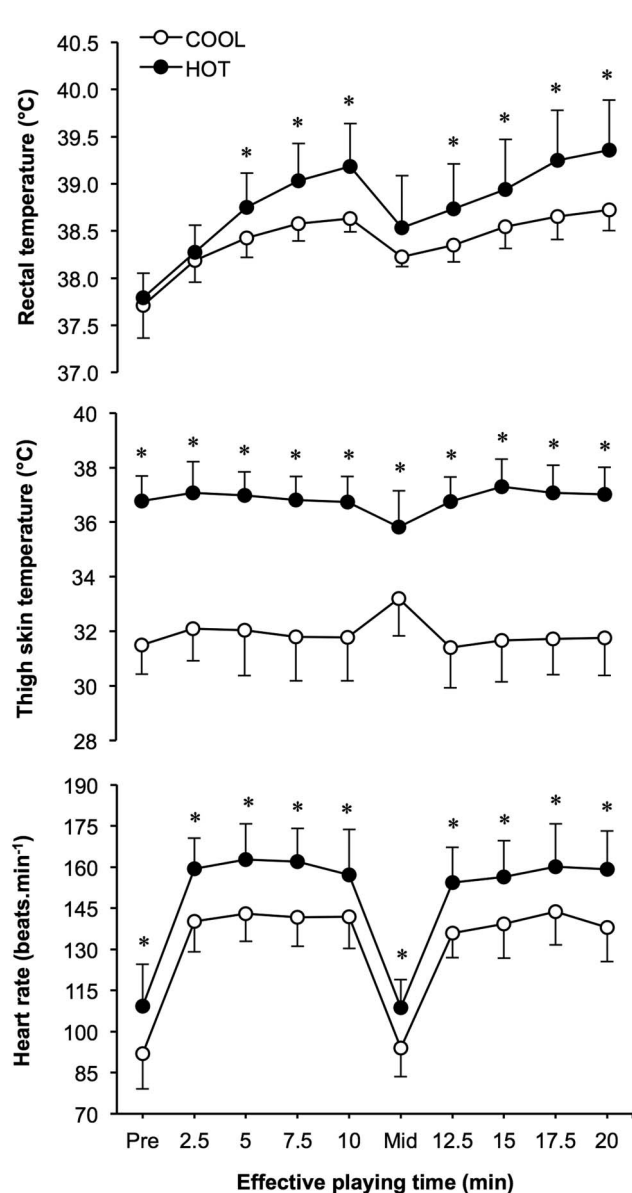 COOL
HOT
Rectal temperature (°C)
40.5
40.0
39.5
39.0
38.5
38.0
37.5
37.0
* * * * * * *
Thigh skin temperature (°C)
40
38
36
34
32
30
28
* * * * * * * * * *
Heart rate (beats.min-1)
190
175
160
145
130
115
100
85
70
* * * * * * * * * *
Pre 2.5 5 7.5 10 Mid 12.5 15 17.5 20
Effective playing time (min)